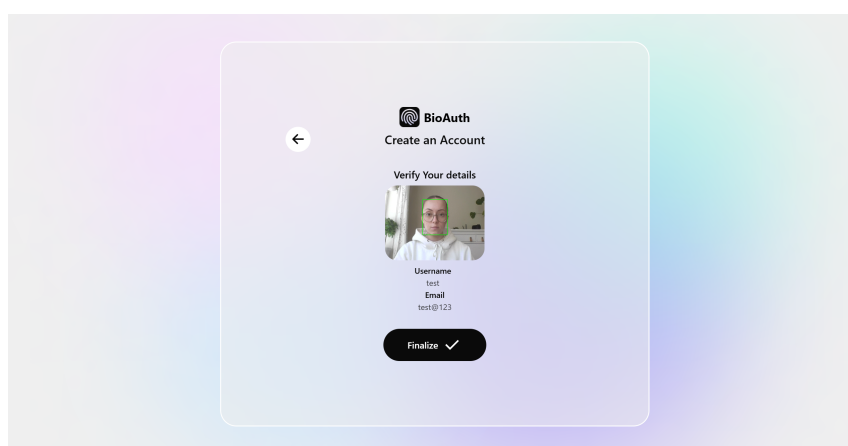 BioAuth
Create an Account
Verify Your details
Username
test
Email
test@123
Finalize